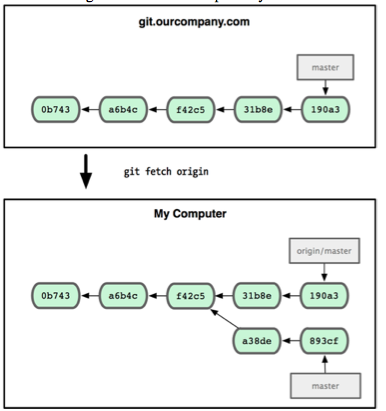 git.ourcompany.com
master
0b743 a6b4c f42c5 31b8e 190a3
git fetch origin
My Computer
origin/master
0b743 a6b4c f42c5 31b8e 190a3
a38de 893cf
master